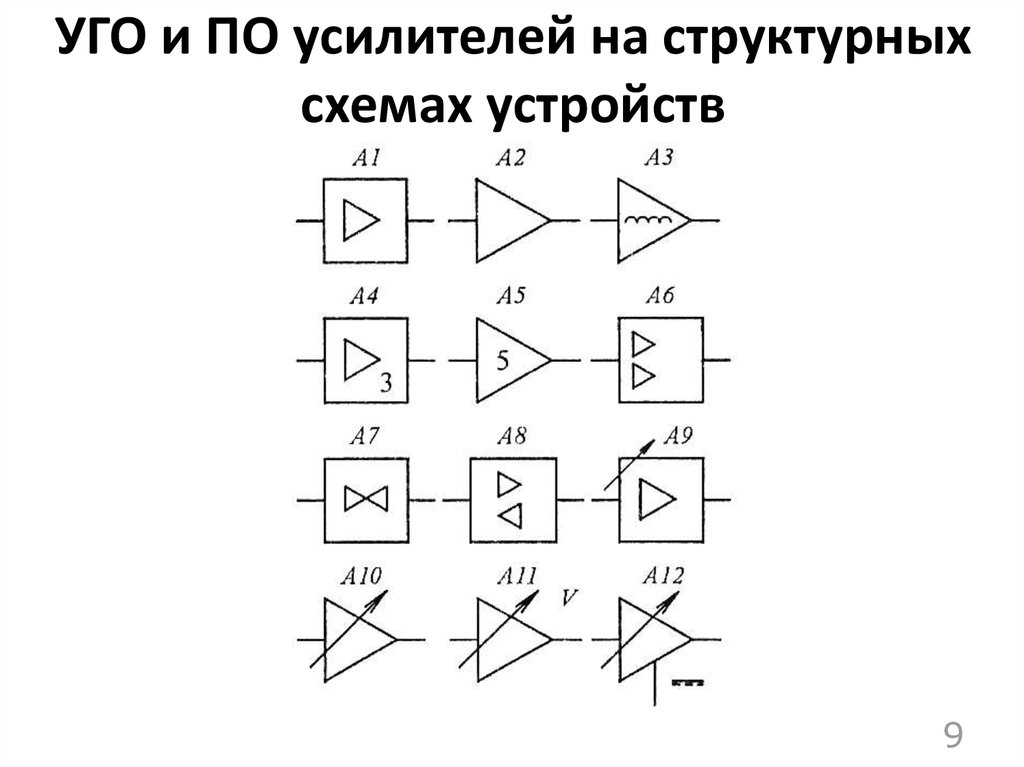 УГО и ПО усилителей на структурных
схемах устройств
A1 A2 A3
A4 A5 A6
3 5
A7 A8 A9
A10 A11 A12
V
9